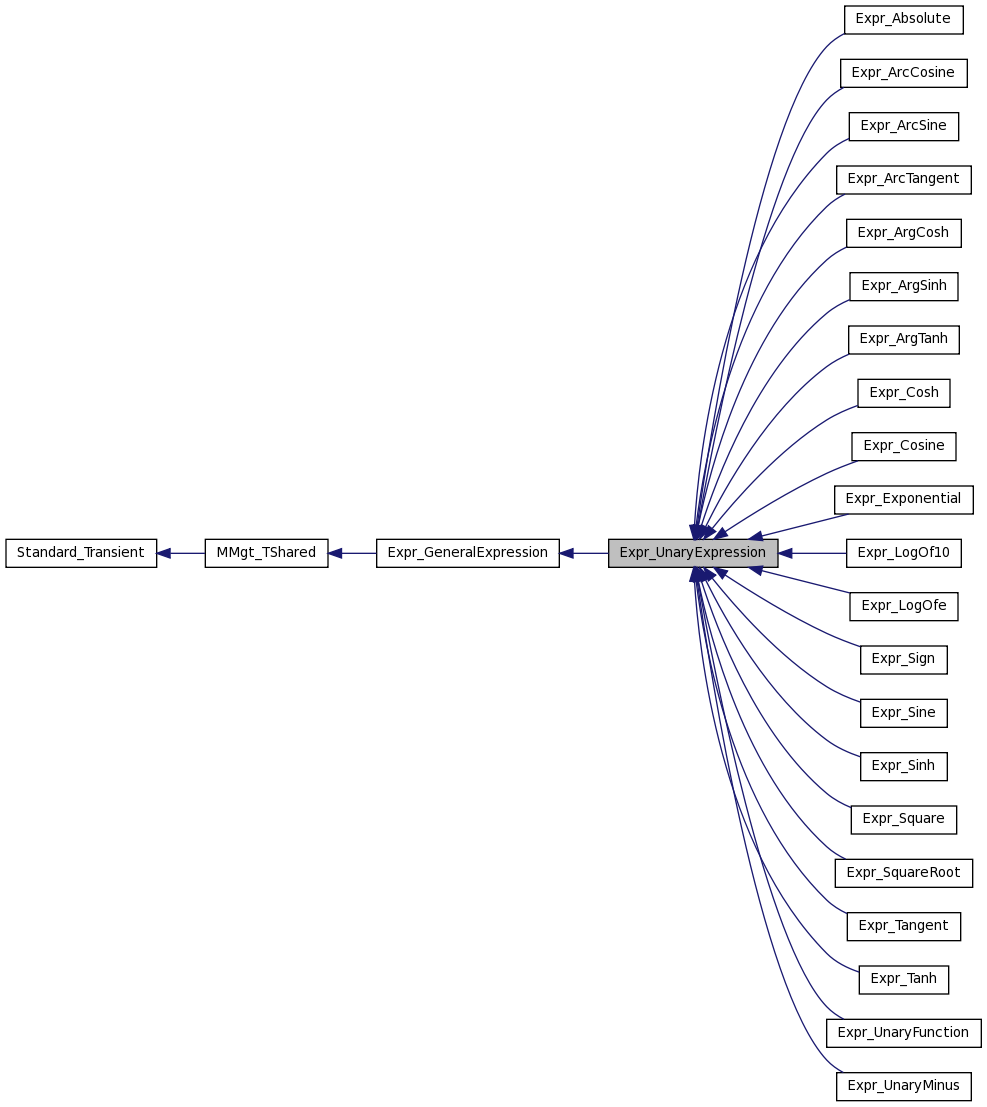 Expr_Absolute
Expr_ArcCosine
Expr_ArcSine
Expr_ArcTangent
Expr_ArgCosh
Expr_ArgSinh
Expr_ArgTanh
Expr_Cosh
Expr_Cosine
Expr_Exponential
Standard_Transient
MMgt_TShared
Expr_GeneralExpression
Expr_UnaryExpression
Expr_LogOf10
Expr_LogOfe
Expr_Sign
Expr_Sine
Expr_Sinh
Expr_Square
Expr_SquareRoot
Expr_Tangent
Expr_Tanh
Expr_UnaryFunction
Expr_UnaryMinus